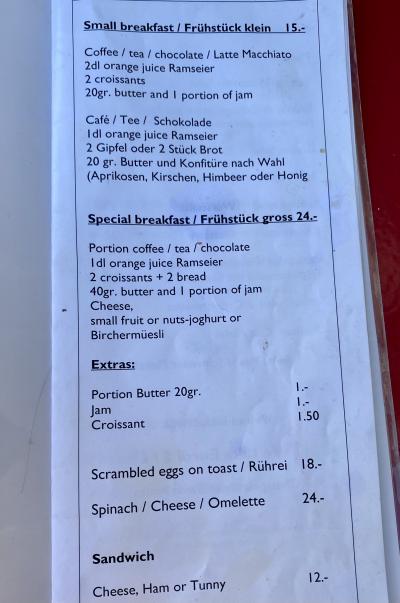 Small breakfast / Frühstück klein 15.-
Coffee / tea / chocolate / Latte Macchiato
2dl orange juice Ramseier
2 croissants
20gr. butter and 1 portion of jam
Café / Tee / Schokolade
1dl orange juice Ramseier
2 Gipfel oder 2 Stück Brot
20 gr. Butter und Konfitüre nach Wahl
(Aprikosen, Kirschen, Himbeer oder Honig
Special breakfast / Frühstück gross 24.-
Portion coffee / tea / chocolate
1dl orange juice Ramseier
2 croissants + 2 bread
40gr. butter and 1 portion of jam
Cheese,
small fruit or nuts-joghurt or
Birchermüesli
Extras:
Portion Butter 20gr. 1.-
Jam 1.-
Croissant 1.50
Scrambled eggs on toast / Rührei 18.-
Spinach / Cheese / Omelette 24.-
Sandwich
Cheese, Ham or Tunny 12.-